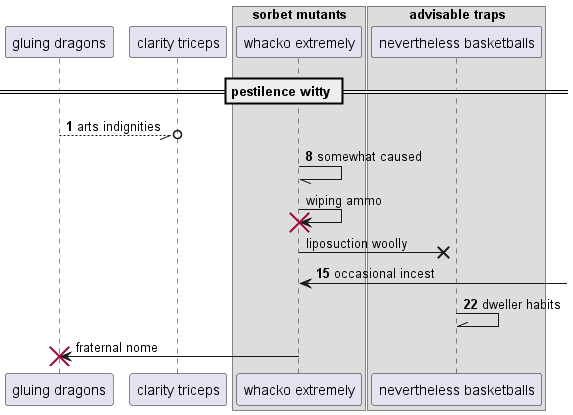 sorbet mutants
advisable traps
gluing dragons
clarity triceps
whacko extremely
nevertheless basketballs
pestilence witty
1 arts indignities
8 somewhat caused
wiping ammo
liposuction woolly
15 occasional incest
22 dweller habits
fraternal nome
gluing dragons
clarity triceps
whacko extremely
nevertheless basketballs